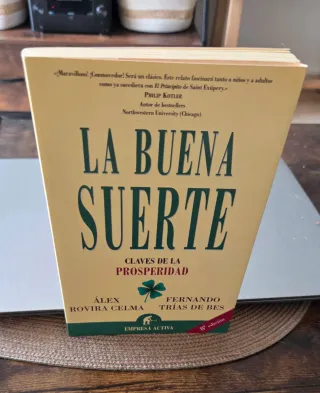 «¡Maravilloso! ¡Conmovedor! Será un clásico. Este relato fascinará tanto a niños y a adultos
como ya sucediera con El Principito de Saint Exúpery.»
PHILIP KOTLER
Autor de bestsellers
Northwestern University (Chicago)
LA BUENA
SUERTE
CLAVES DE LA
PROSPERIDAD
ÁLEX
ROVIRA CELMA
FERNANDO
TRÍAS DE BES
EMPRESA ACTIVA